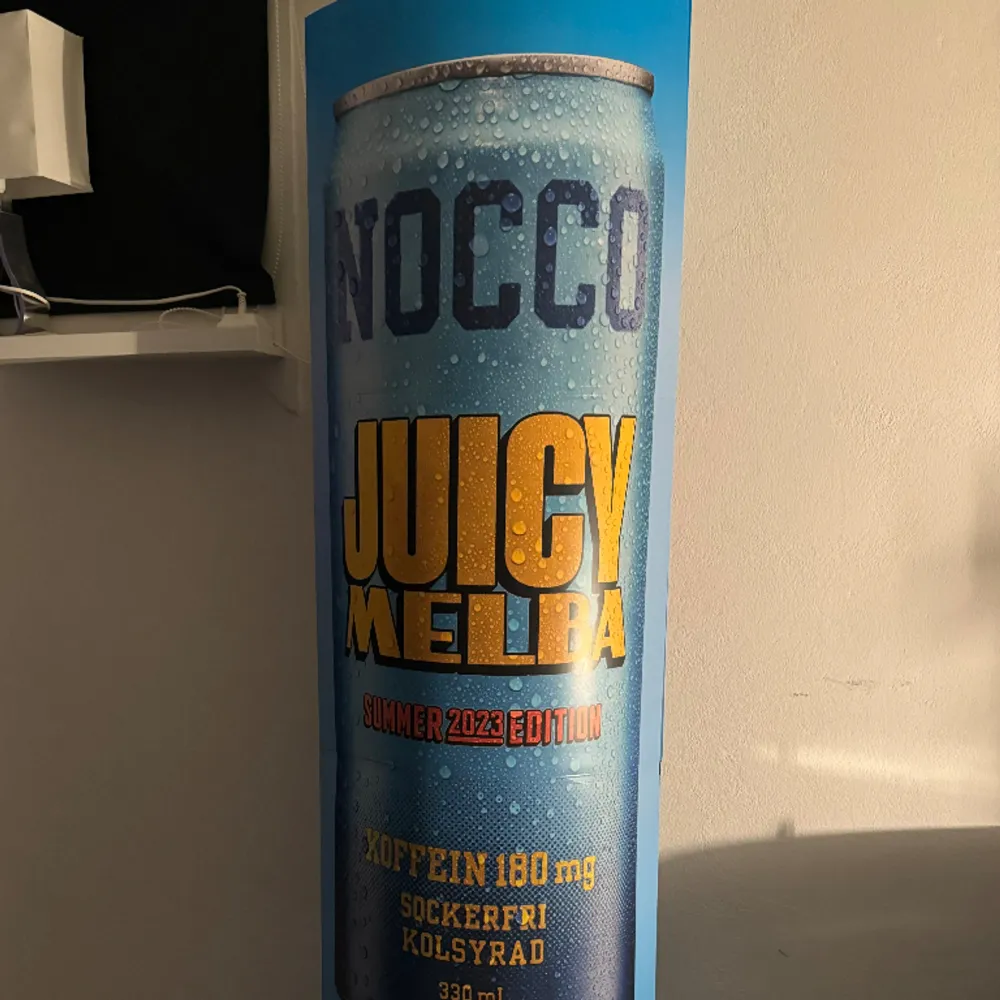 NOCCO
JUICY
MELBA
SUMMER 2023 EDITION
KOFFEIN 180 mg
SOCKERFRI
KOLSYRAD
330 ml